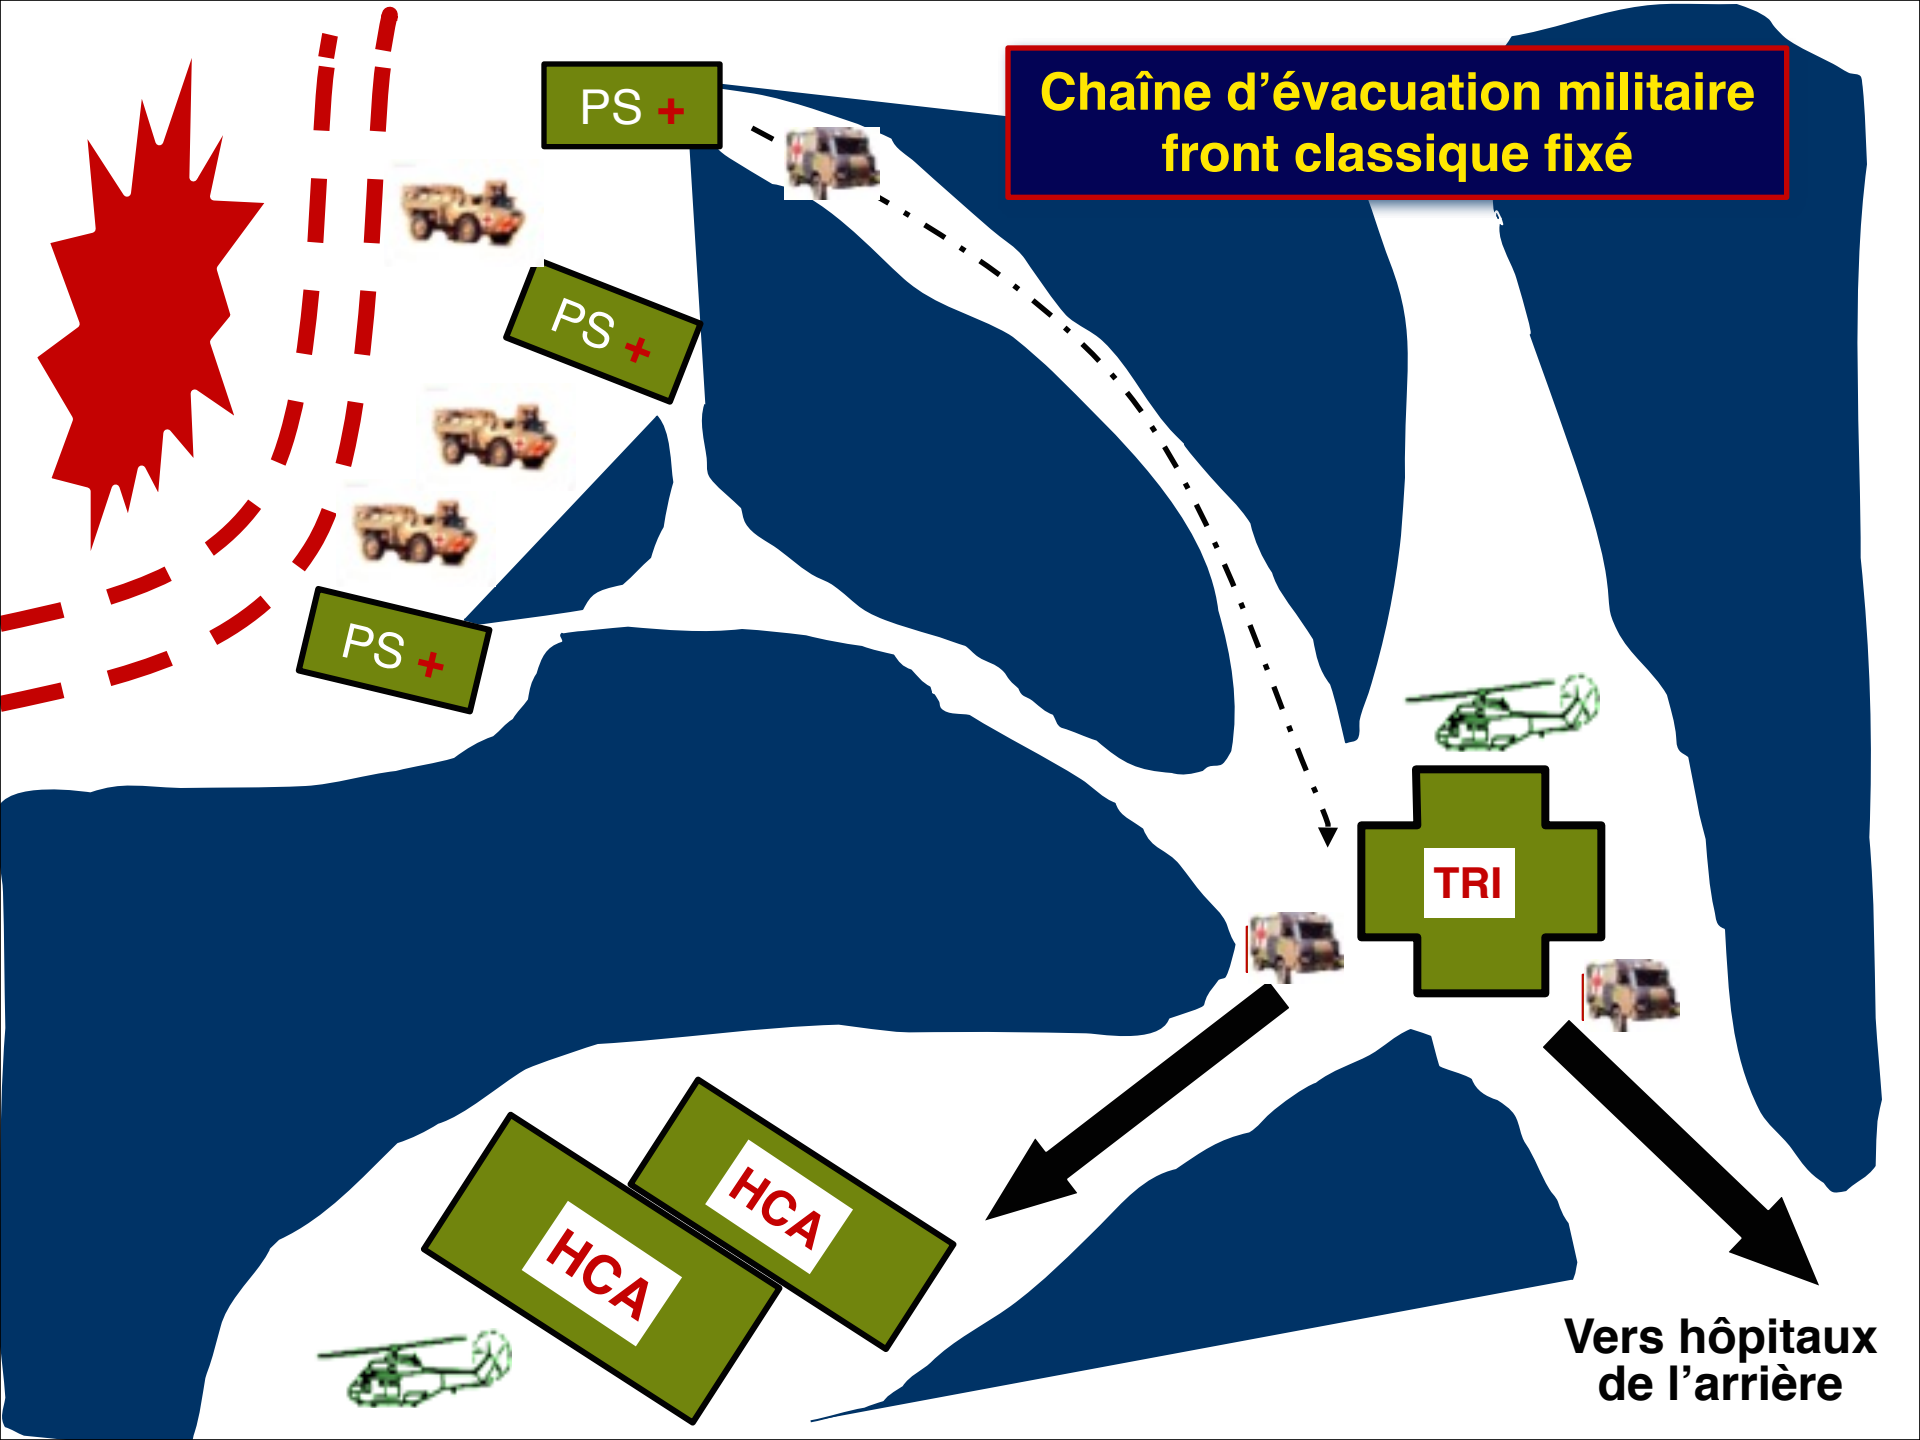 Chaîne d’évacuation militaire
front classique fixé
PS +
PS +
PS +
TRI
HCA
HCA
Vers hôpitaux
de l’arrière